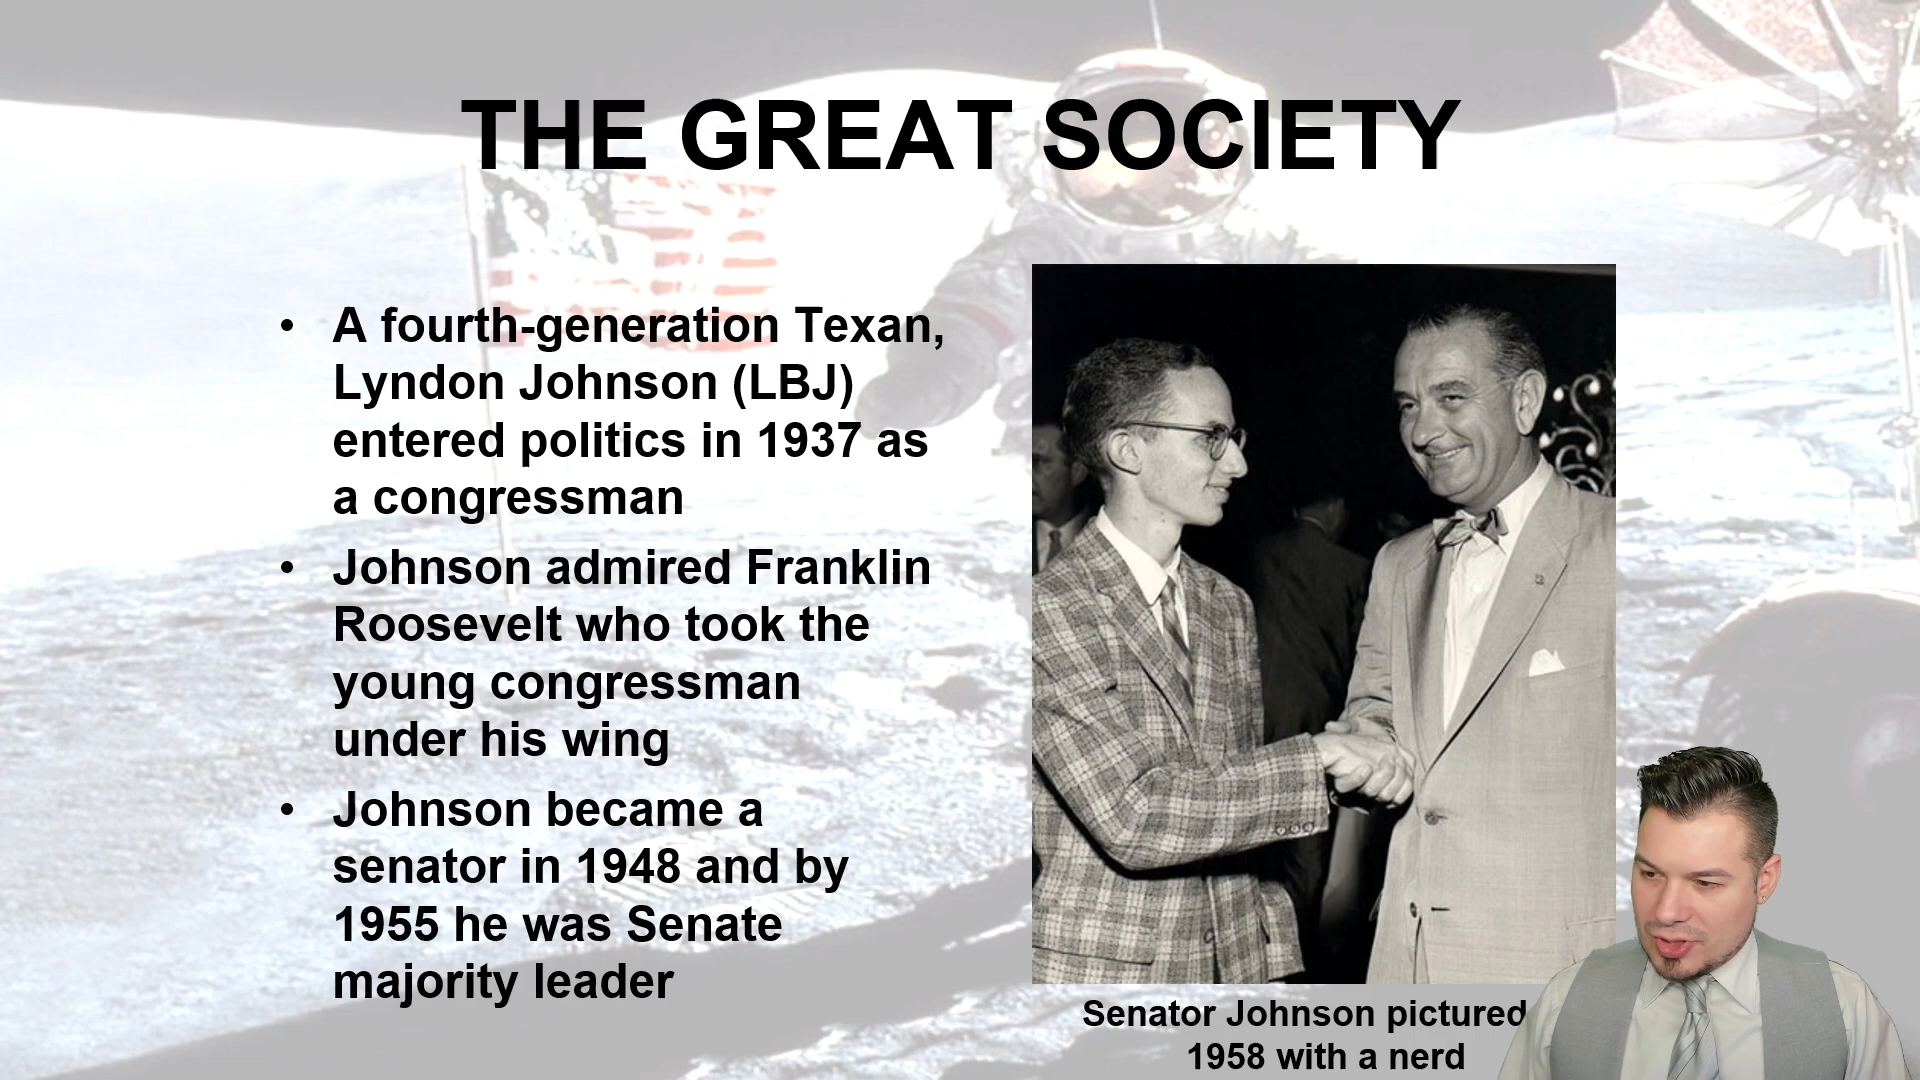 THE GREAT SOCIETY
• A fourth-generation Texan,
Lyndon Johnson (LBJ)
entered politics in 1937 as
a congressman
• Johnson admired Franklin
Roosevelt who took the
young congressman
under his wing
• Johnson became a
senator in 1948 and by
1955 he was Senate
majority leader
Senator Johnson pictured
1958 with a nerd